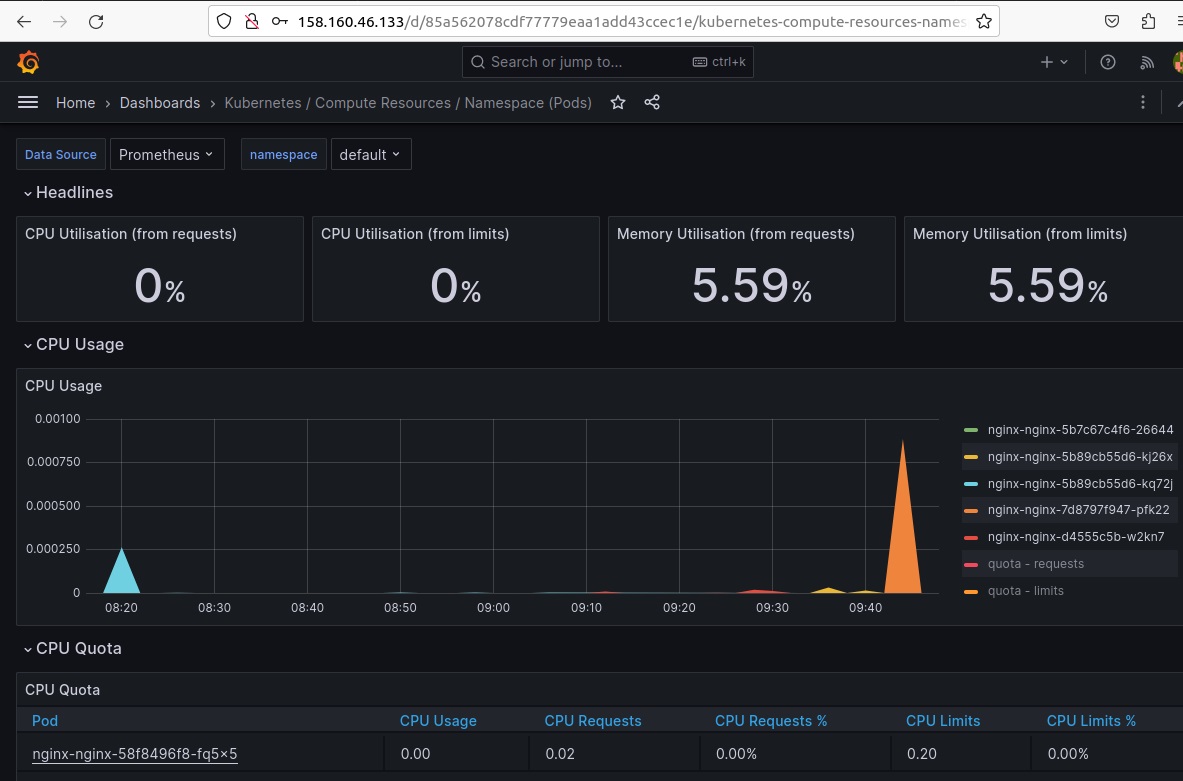 158.160.46.133/d/85a562078cdf77779eaa1add43ccec1e/kubernetes-compute-resources-names
Search or jump to... ctrl+k
Home › Dashboards › Kubernetes / Compute Resources / Namespace (Pods)
Data Source Prometheus namespace default
Headlines
CPU Utilisation (from requests) CPU Utilisation (from limits) Memory Utilisation (from requests) Memory Utilisation (from limits)
0% 0% 5.59% 5.59%
CPU Usage
CPU Usage
0.00100
0.000750
0.000500
0.000250
0
08:20 08:30 08:40 08:50 09:00 09:10 09:20 09:30 09:40
nginx-nginx-5b7c67c4f6-26644
nginx-nginx-5b89cb55d6-kj26x
nginx-nginx-5b89cb55d6-kq72j
nginx-nginx-7d8797f947-pfk22
nginx-nginx-d4555c5b-w2kn7
quota - requests
quota - limits
CPU Quota
CPU Quota
Pod CPU Usage CPU Requests CPU Requests % CPU Limits CPU Limits %
nginx-nginx-58f8496f8-fq5x5 0.00 0.02 0.00% 0.20 0.00%